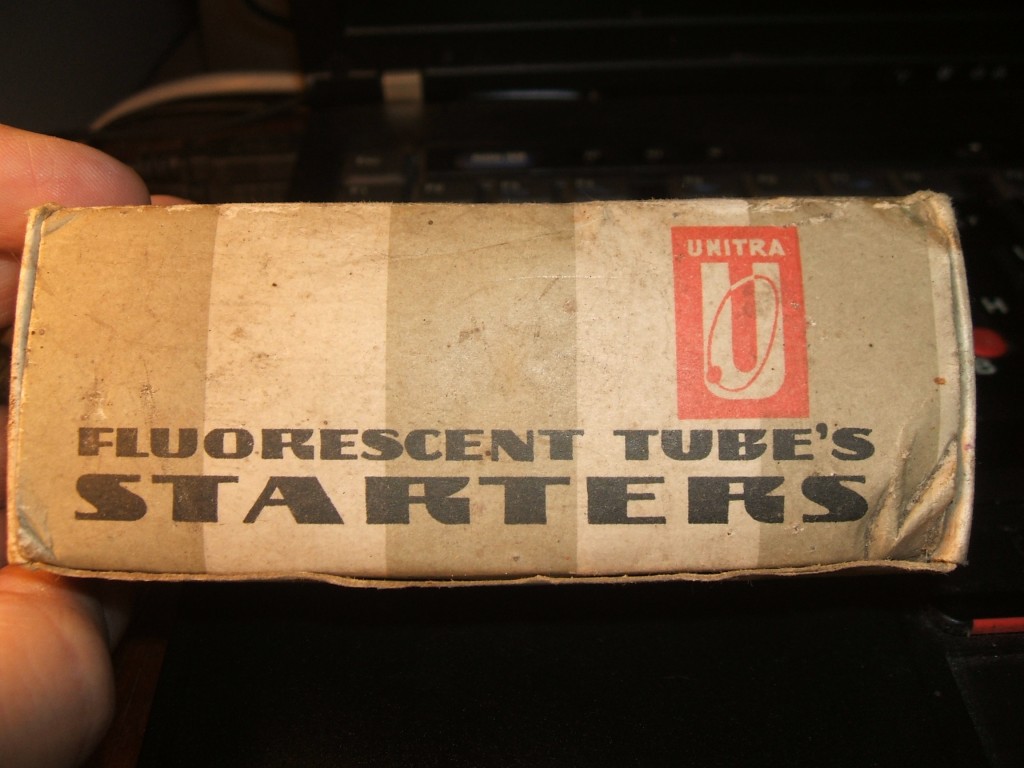 UNITRA
U
FLUORESCENT TUBE'S
STARTERS
H